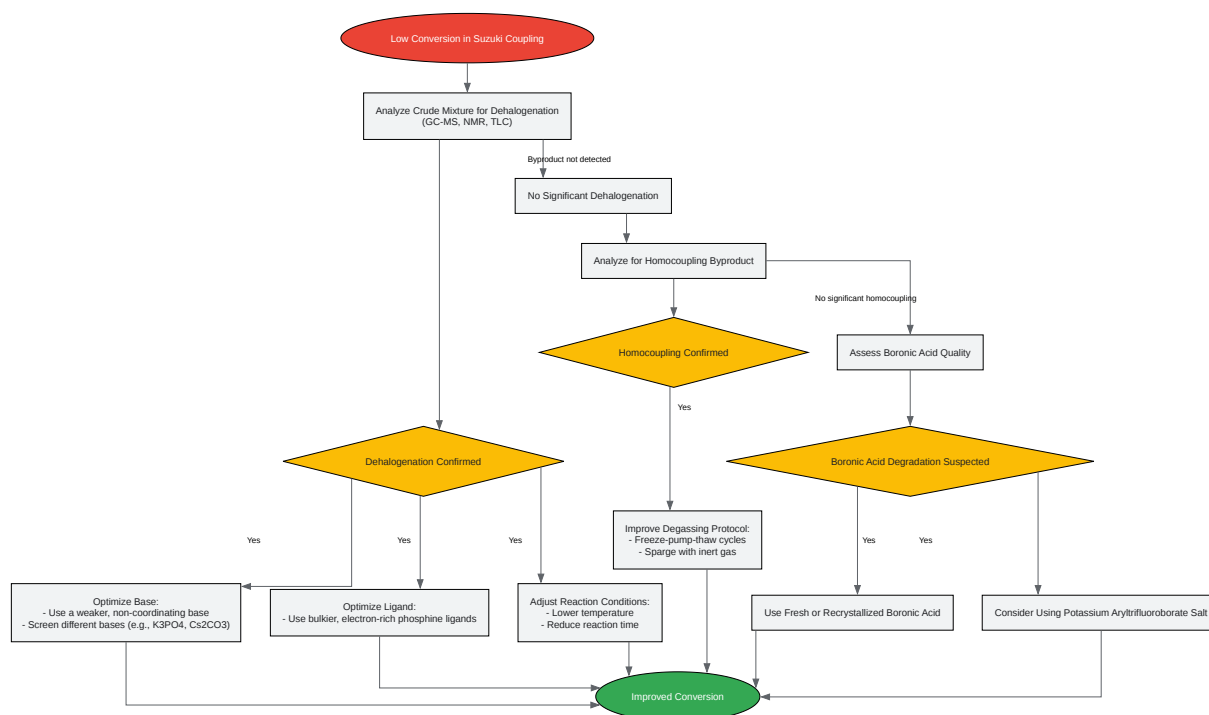 Low Conversion in Suzuki Coupling
Analyze Crude Mixture for Dehalogenation
(GC-MS, NMR, TLC)
Byproduct not detected
No Significant Dehalogenation
Analyze for Homocoupling Byproduct
No significant homocoupling
Homocoupling Confirmed
Assess Boronic Acid Quality
Yes
Dehalogenation Confirmed
Boronic Acid Degradation Suspected
Improve Degassing Protocol:
- Freeze-pump-thaw cycles
- Sparge with inert gas
Yes
Yes
Yes
Yes
Yes
Optimize Base:
- Use a weaker, non-coordinating base
- Screen different bases (e.g., K3PO4, Cs2CO3)
Optimize Ligand:
- Use bulkier, electron-rich phosphine ligands
Adjust Reaction Conditions:
- Lower temperature
- Reduce reaction time
Use Fresh or Recrystallized Boronic Acid
Consider Using Potassium Aryltrifluoroborate Salt
Improved Conversion